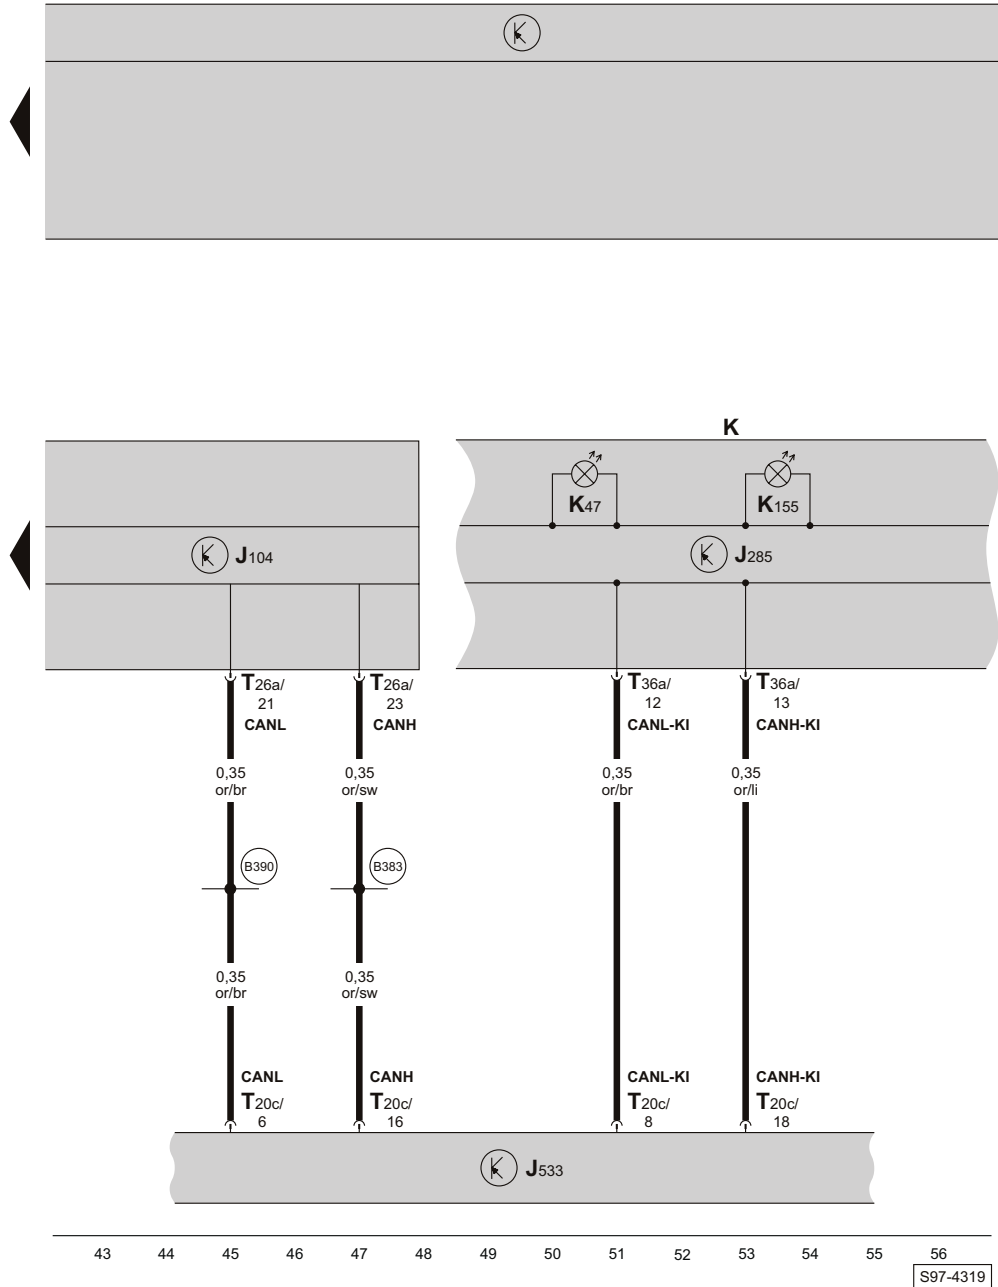 K
K47
K155
J104
J285
T26a/
21
CANL
T26a/
23
CANH
T36a/
12
CANL-KI
T36a/
13
CANH-KI
0,35
or/br
0,35
or/sw
0,35
or/br
0,35
or/li
B390
B383
0,35
or/br
0,35
or/sw
CANL
T20c/
6
CANH
T20c/
16
CANL-KI
T20c/
8
CANH-KI
T20c/
18
J533
43 44 45 46 47 48 49 50 51 52 53 54 55 56
S97-4319